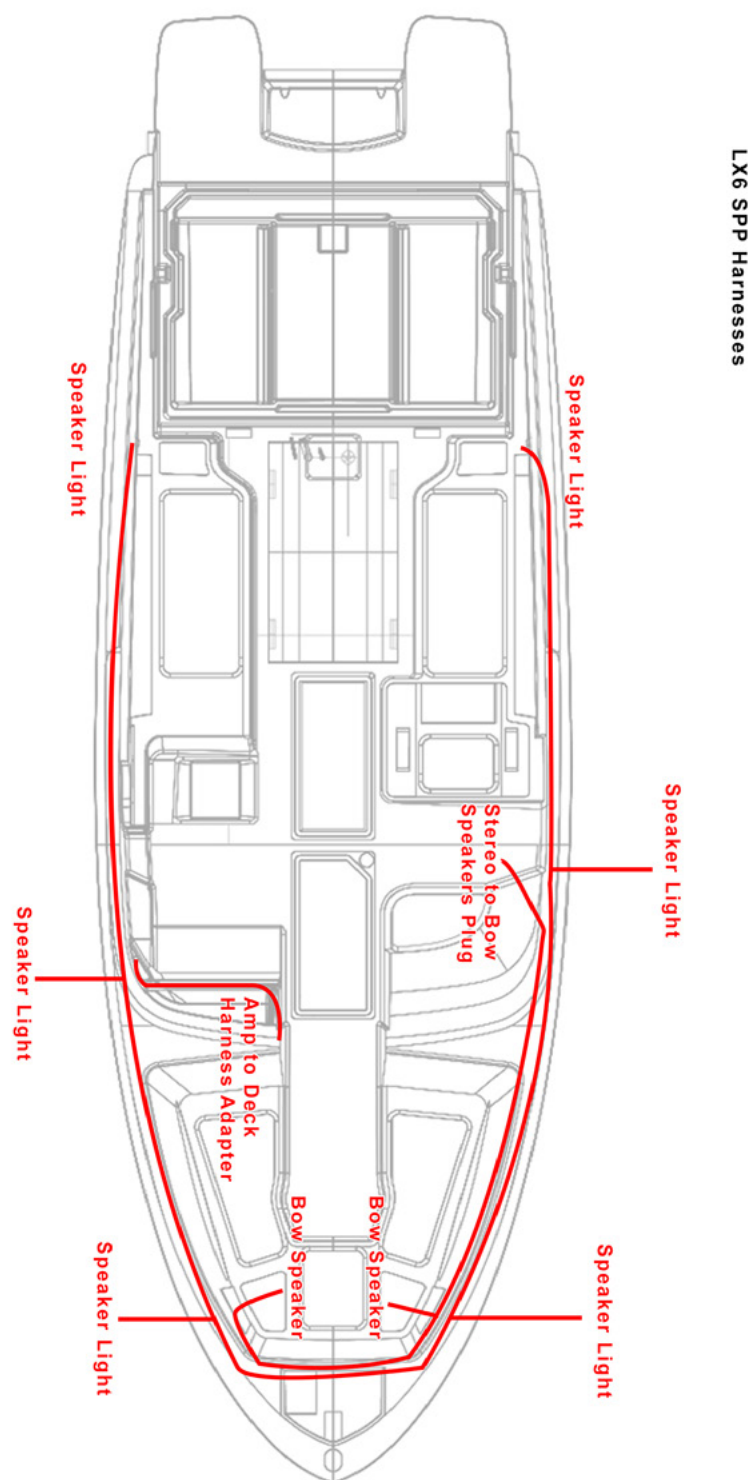 LX6 SPP Harnesses
Speaker Light
Speaker Light
Speaker Light
Stereo to Bow
Speakers Plug
Speaker Light
Amp to Deck
Harness Adapter
Bow Speaker
Bow Speaker
Speaker Light
Speaker Light